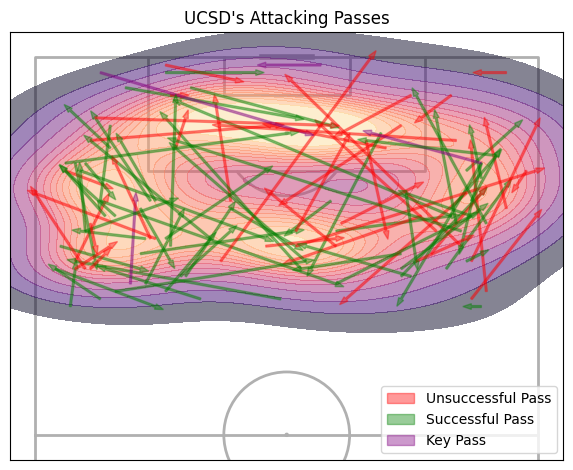 UCSD's Attacking Passes
Unsuccessful Pass
Successful Pass
Key Pass